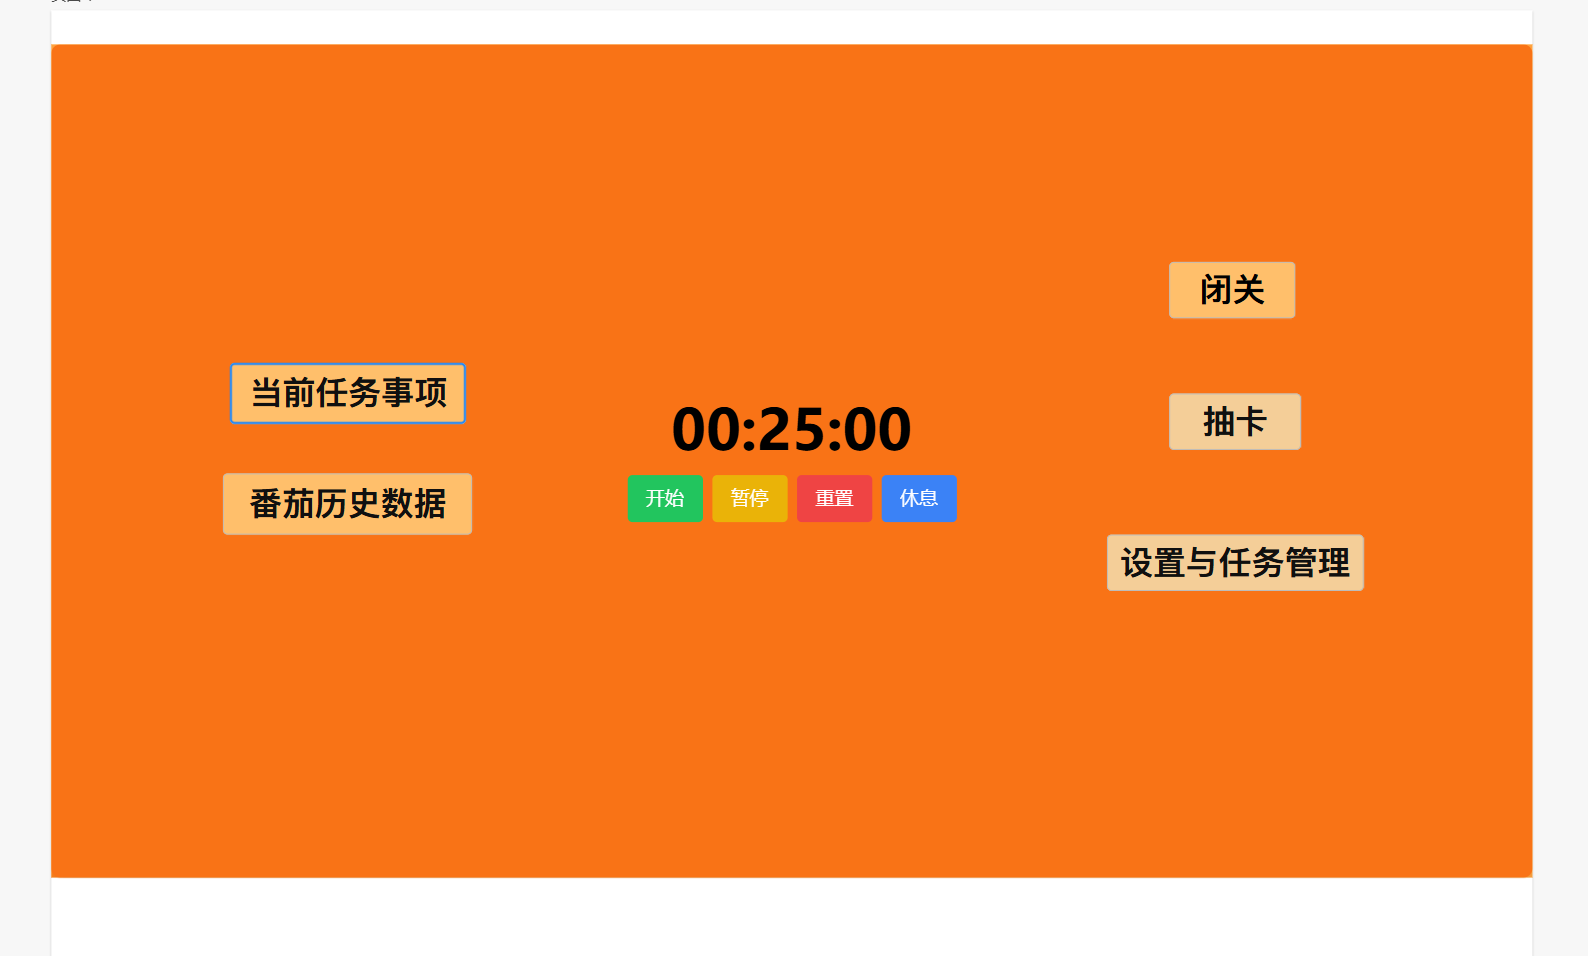 闭关
当前任务事项
00:25:00
抽卡
番茄历史数据
开始 暂停 重置 休息
设置与任务管理